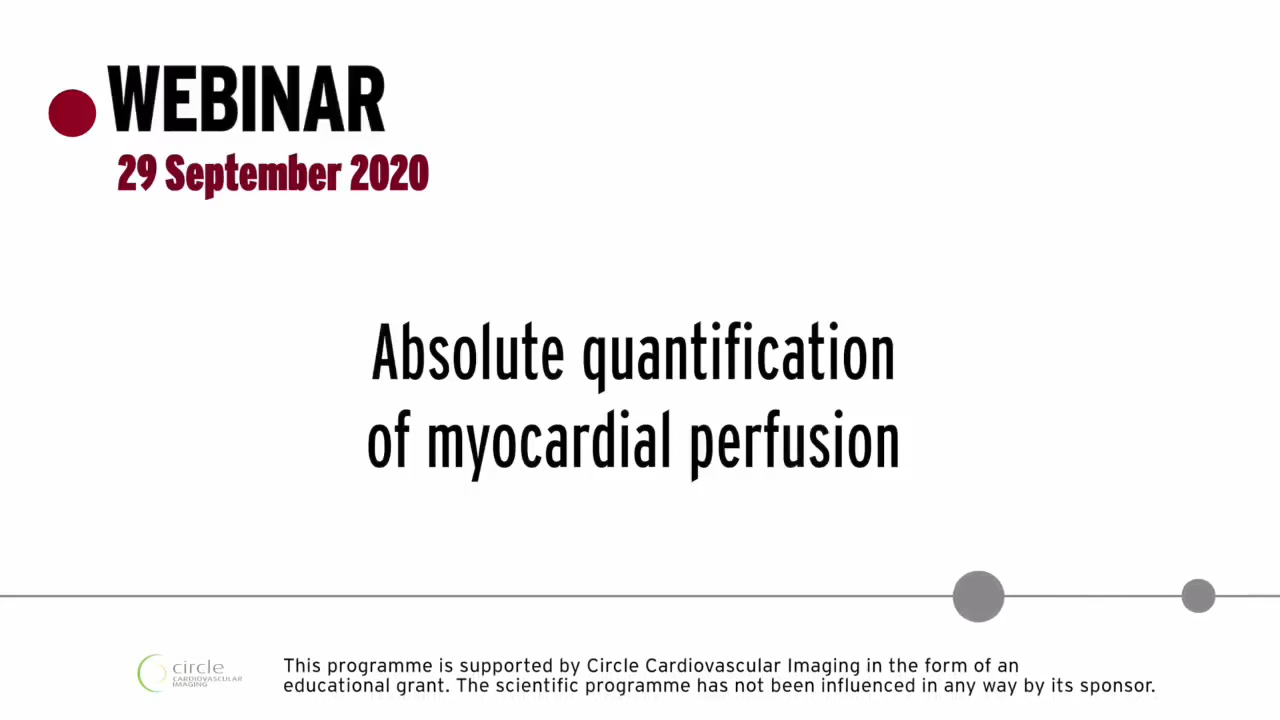 WEBINAR
29 September 2020
Absolute quantification
of myocardial perfusion
circle
CARDIOVASCULAR
IMAGING
This programme is supported by Circle Cardiovascular Imaging in the form of an
educational grant. The scientific programme has not been influenced in any way by its sponsor.